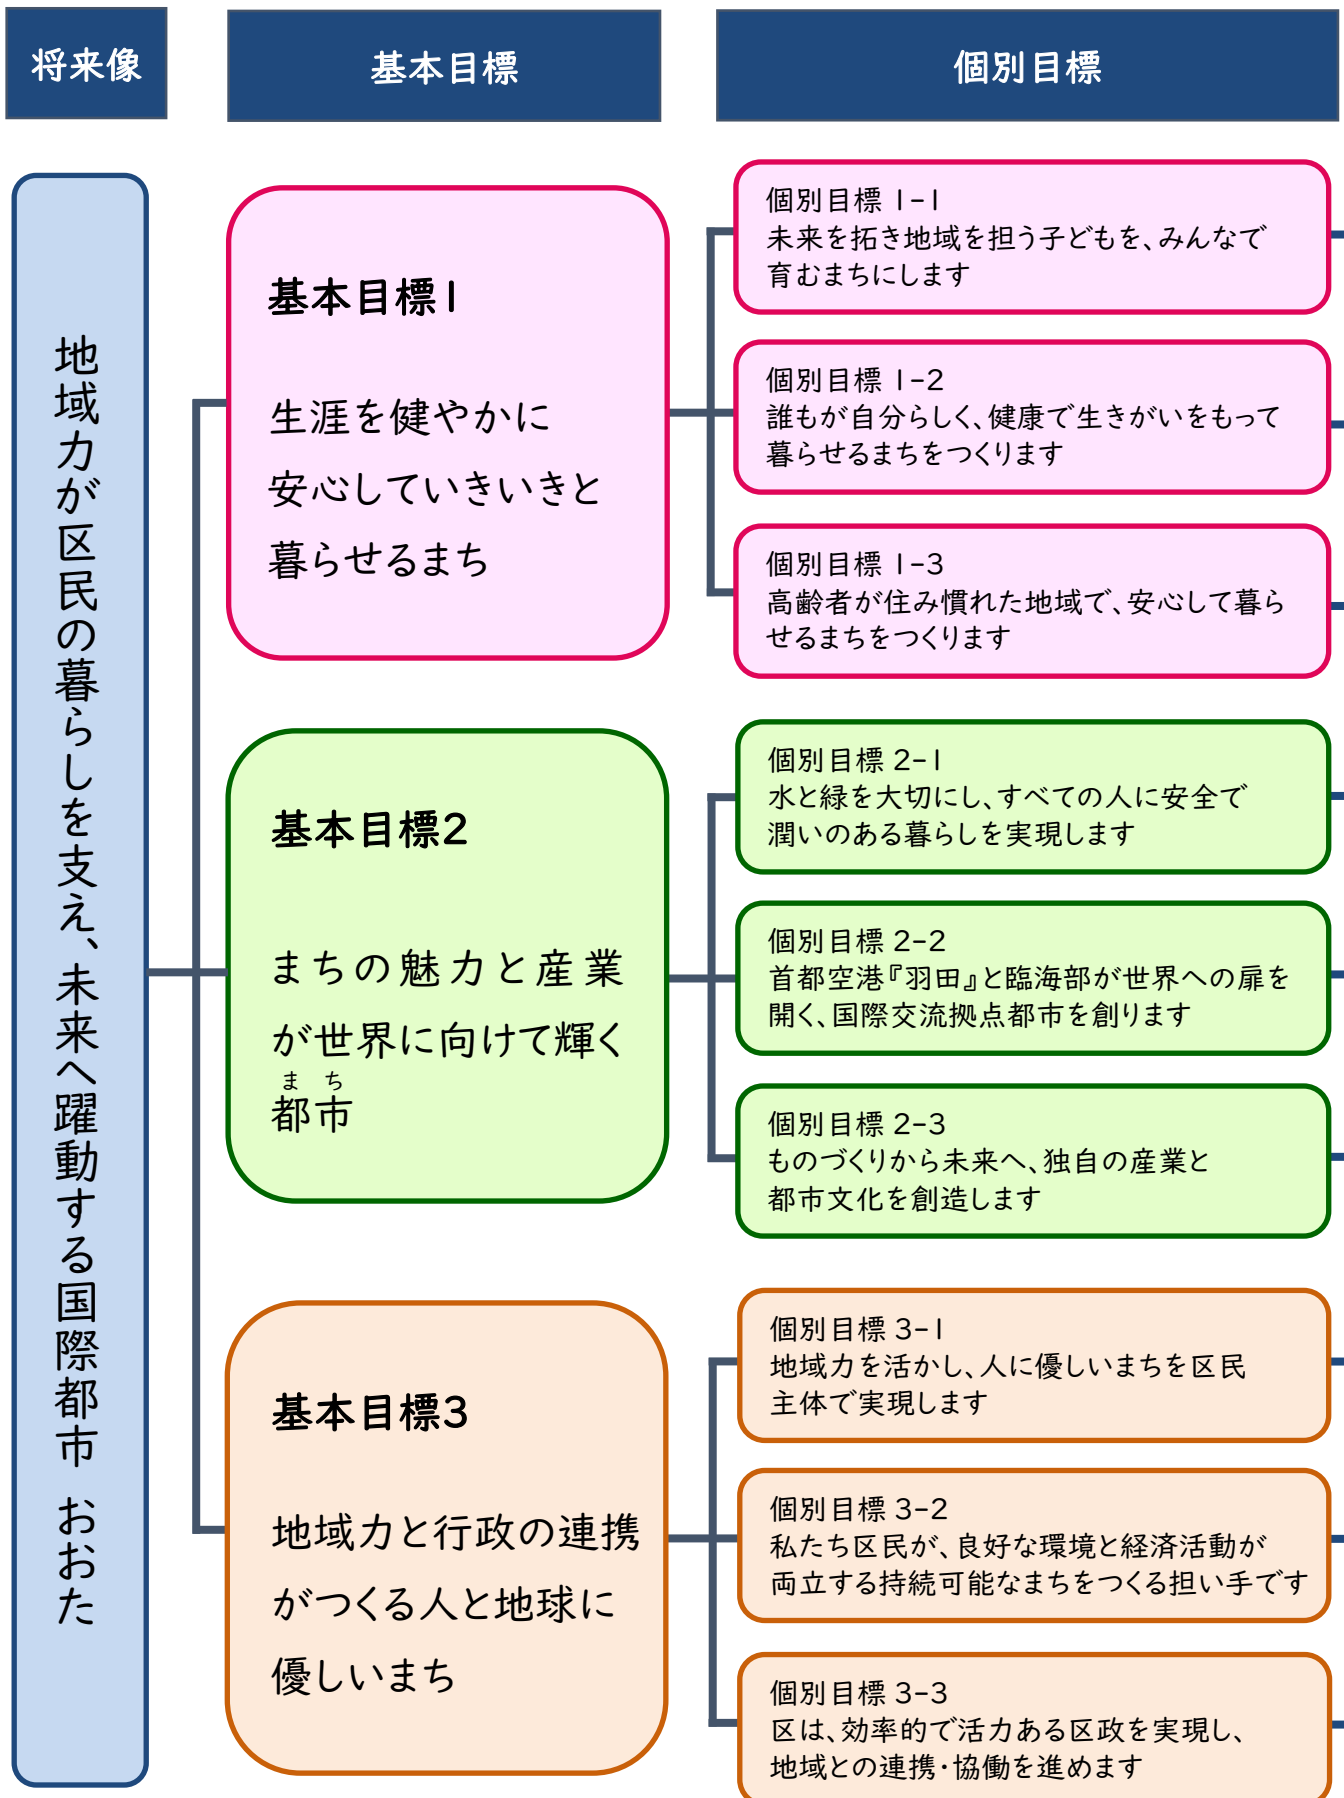 将来像
基本目標
個別目標
地域力が区民の暮らしを支え、未来へ躍動する国際都市 おおた
基本目標1
生涯を健やかに
安心していきいきと
暮らせるまち
個別目標 1-1
未来を拓き地域を担う子どもを、みんなで
育むまちにします
個別目標 1-2
誰もが自分らしく、健康で生きがいをもって
暮らせるまちをつくります
個別目標 1-3
高齢者が住み慣れた地域で、安心して暮ら
せるまちをつくります
基本目標2
まちの魅力と産業
が世界に向けて輝く
まち
都市
個別目標 2-1
水と緑を大切にし、すべての人に安全で
潤いのある暮らしを実現します
個別目標 2-2
首都空港『羽田』と臨海部が世界への扉を
開く、国際交流拠点都市を創ります
個別目標 2-3
ものづくりから未来へ、独自の産業と
都市文化を創造します
基本目標3
地域力と行政の連携
がつくる人と地球に
優しいまち
個別目標 3-1
地域力を活かし、人に優しいまちを区民
主体で実現します
個別目標 3-2
私たち区民が、良好な環境と経済活動が
両立する持続可能なまちをつくる担い手です
個別目標 3-3
区は、効率的で活力ある区政を実現し、
地域との連携・協働を進めます